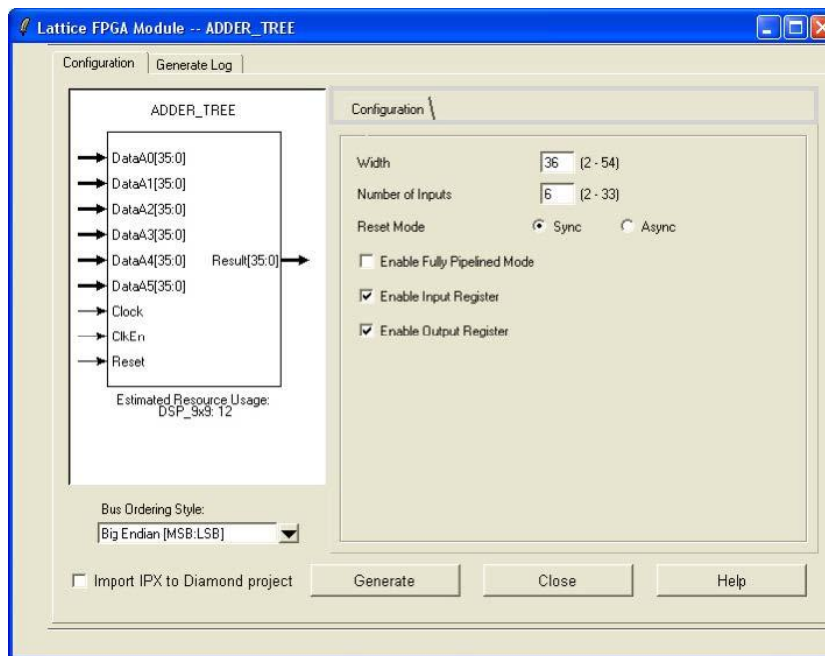 Lattice FPGA Module -- ADDER_TREE
Configuration
Generate Log
ADDER_TREE
DataA0[35:0]
DataA1[35:0]
DataA2[35:0]
DataA3[35:0]
DataA4[35:0] Result[35:0]
DataA5[35:0]
Clock
ClkEn
Reset
Estimated Resource Usage:
DSP_9x9: 12
Bus Ordering Style:
Big Endian [MSB:LSB]
Configuration
Width 36 (2 - 54)
Number of Inputs 6 (2 - 33)
Reset Mode Sync Async
Enable Fully Pipelined Mode
Enable Input Register
Enable Output Register
Import IPX to Diamond project
Generate
Close
Help